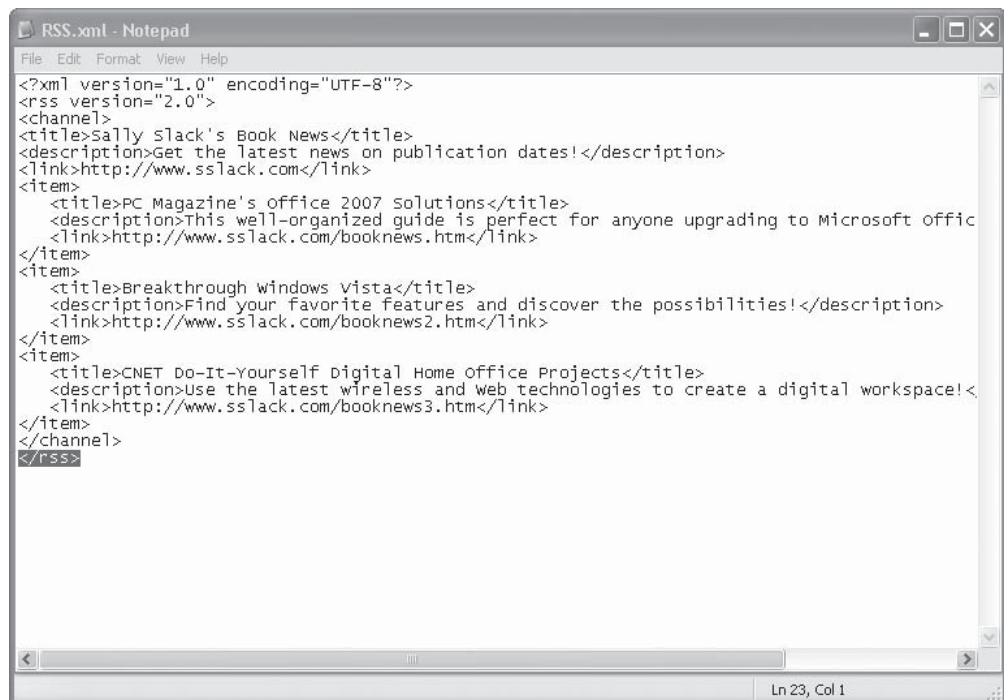 RSS.xml - Notepad
File Edit Format View Help
<?xml version="1.0" encoding="UTF-8"?>
<rss version="2.0">
<channel>
<title>Sally Slack's Book News</title>
<description>Get the latest news on publication dates!</description>
<link>http://www.sslack.com</link>
<item>
<title>PC Magazine's Office 2007 Solutions</title>
<description>This well-organized guide is perfect for anyone upgrading to Microsoft Offic
<link>http://www.sslack.com/booknews.htm</link>
</item>
<item>
<title>Breakthrough Windows Vista</title>
<description>Find your favorite features and discover the possibilities!</description>
<link>http://www.sslack.com/booknews2.htm</link>
</item>
<item>
<title>CNET Do-It-Yourself Digital Home Office Projects</title>
<description>Use the latest wireless and Web technologies to create a digital workspace!</
<link>http://www.sslack.com/booknews3.htm</link>
</item>
</channel>
</rss>
Ln 23, Col 1